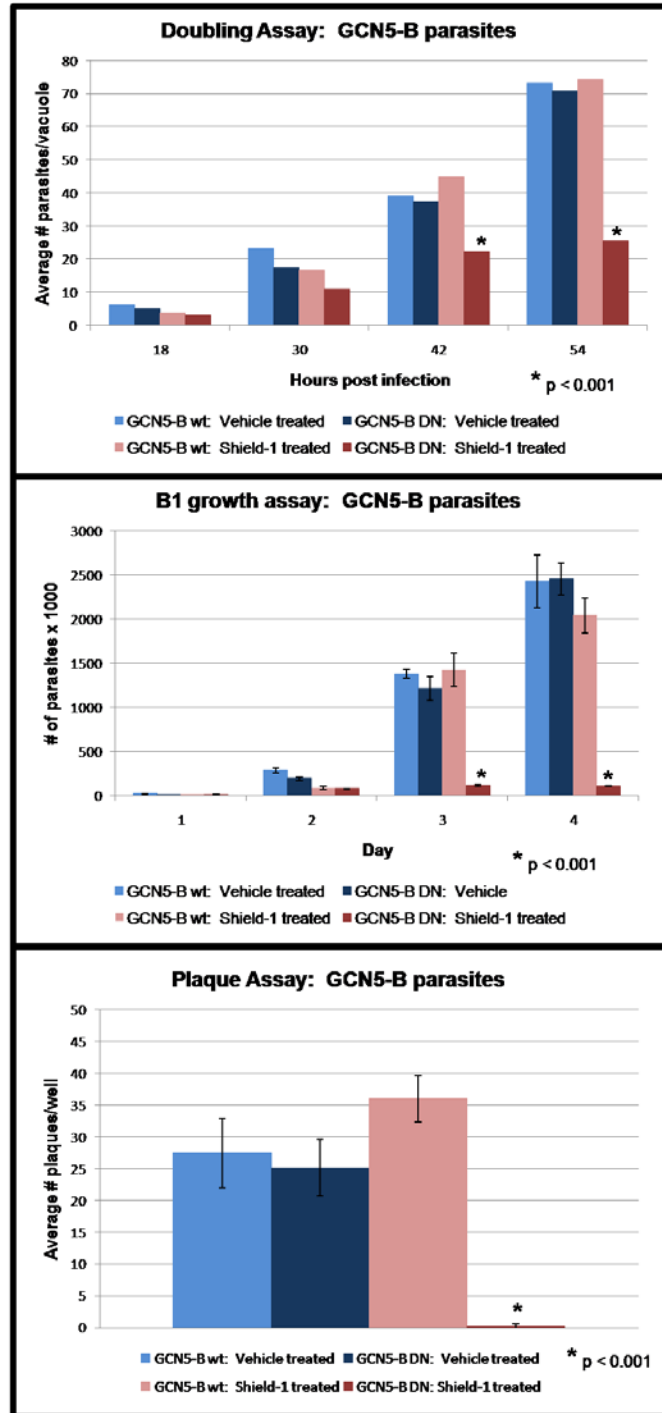 Doubling Assay: GCN5-B parasites
80
70
60
50
40
30
20
10
0
Average # parasites/vacuole
*
*
18 30 42 54
Hours post infection
* p < 0.001
GCN5-B wt: Vehicle treated GCN5-B DN: Vehicle treated
GCN5-B wt: Shield-1 treated GCN5-B DN: Shield-1 treated
B1 growth assay: GCN5-B parasites
3000
2500
2000
1500
1000
500
0
# of parasites x 1000
*
*
1 2 3 4
Day
* p < 0.001
GCN5-B wt: Vehicle treated GCN5-B DN: Vehicle
GCN5-B wt: Shield-1 treated GCN5-B DN: Shield-1 treated
Plaque Assay: GCN5-B parasites
50
45
40
35
30
25
20
15
10
5
0
Average # plaques/well
*
GCN5-B wt: Vehicle treated GCN5-B DN: Vehicle treated
GCN5-B wt: Shield-1 treated GCN5-B DN: Shield-1 treated
* p < 0.001